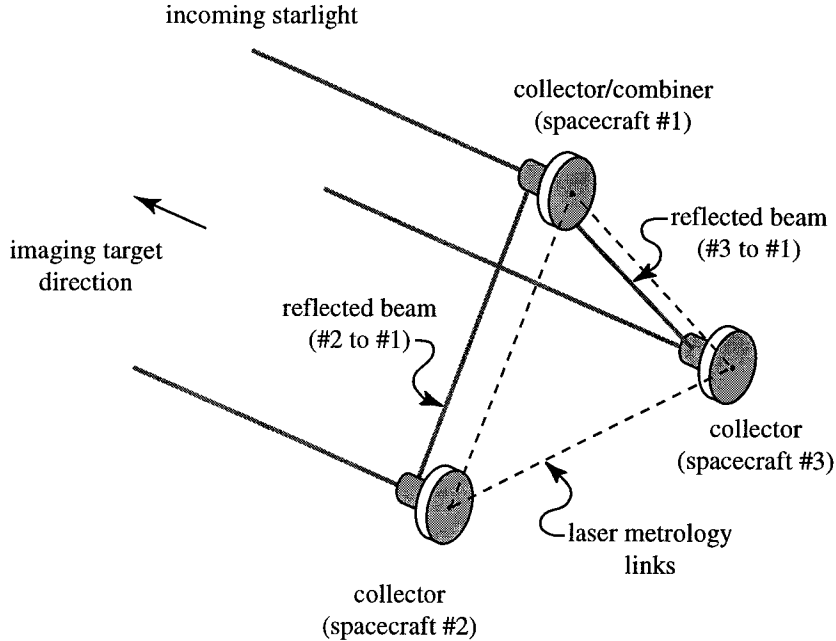 incoming starlight
collector/combiner
(spacecraft #1)
reflected beam
(#3 to #1)
imaging target
direction
reflected beam
(#2 to #1)
collector
(spacecraft #3)
laser metrology
links
collector
(spacecraft #2)